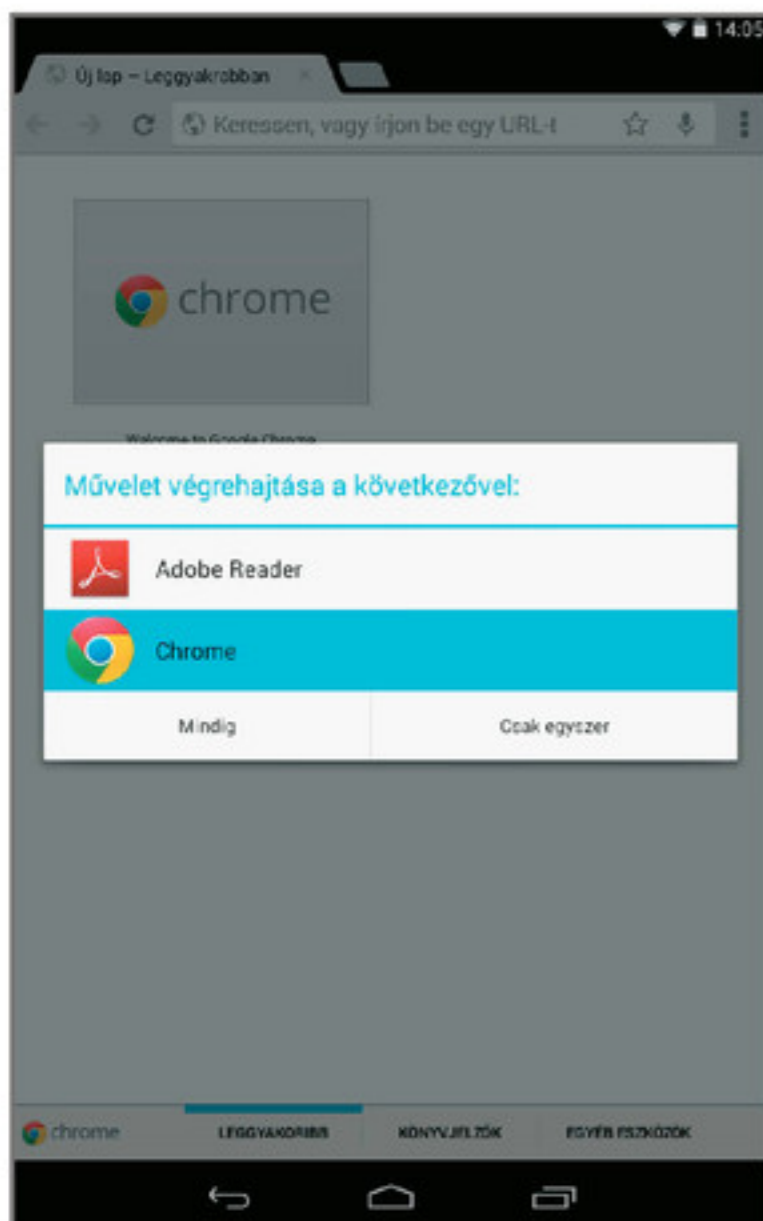 14:05
Új lap – Leggyakrabban
Keressen, vagy írjon be egy URL-t
chrome
Welcome to Google Chrome
Művelet végrehajtása a következővel:
Adobe Reader
Chrome
Mindig
Csak egyszer
chrome LEGGYAKORIBB KÖNYVJELZŐK EGYÉB ESZKÖZÖK